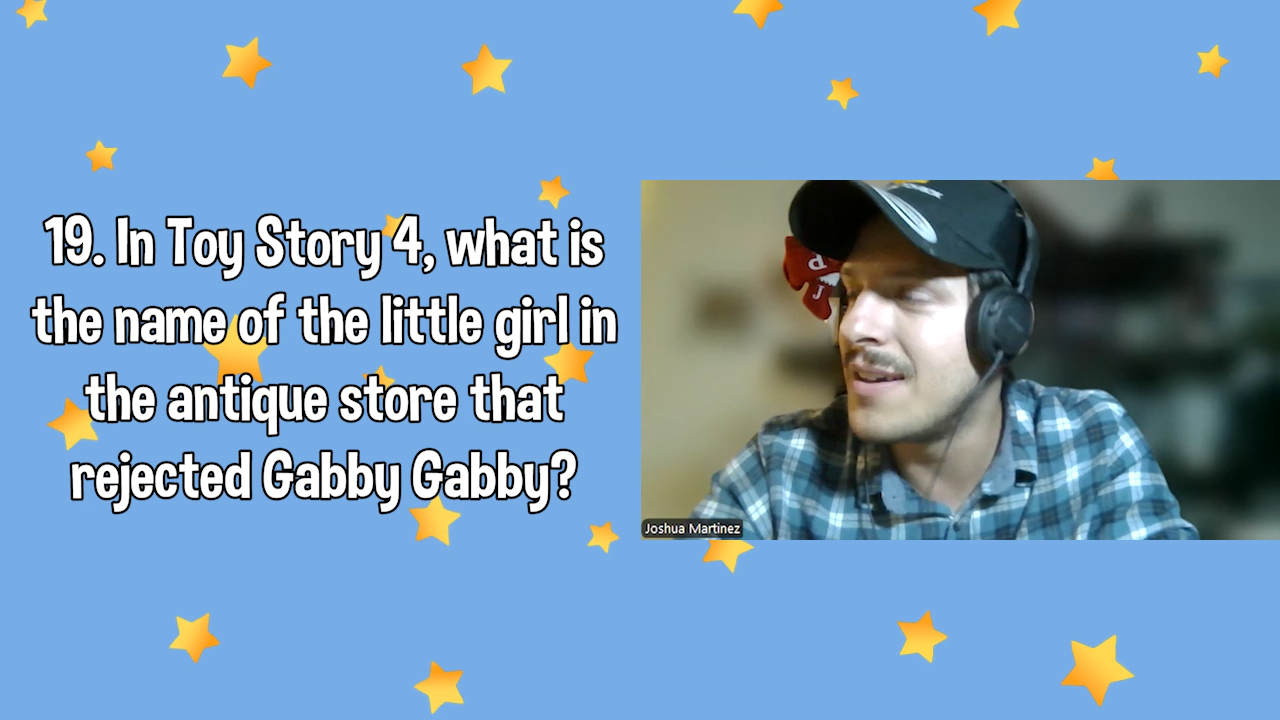 19. In Toy Story 4, what is
the name of the little girl in
the antique store that
rejected Gabby Gabby?
Joshua Martinez